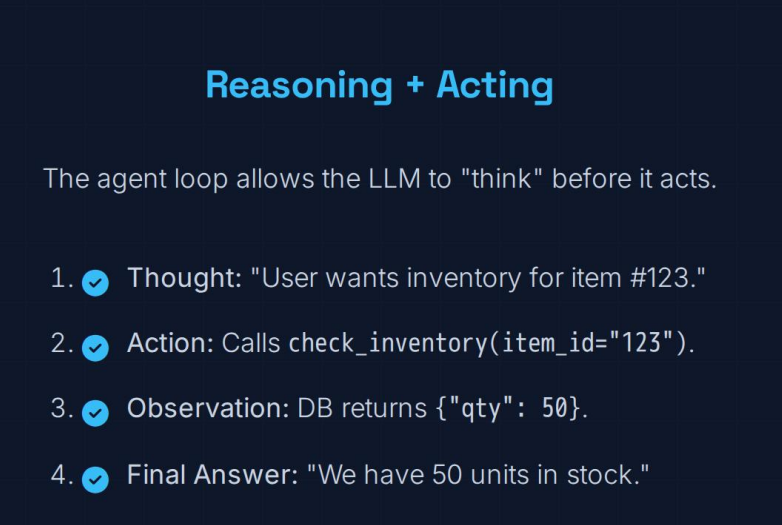 Reasoning + Acting
The agent loop allows the LLM to "think" before it acts.
1. Thought: "User wants inventory for item #123."
2. Action: Calls check_inventory(item_id="123").
3. Observation: DB returns {"qty": 50}.
4. Final Answer: "We have 50 units in stock."